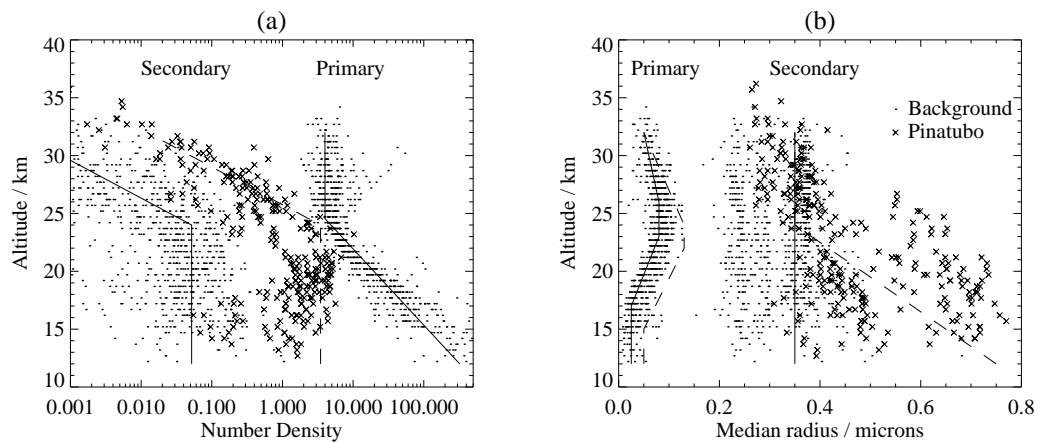 (a)
40
35
30
25
20
15
10
Altitude / km
Secondary
Primary
0.001
0.010
0.100
1.000
10.000
100.000
Number Density
(b)
40
35
30
25
20
15
10
Altitude / km
Primary
Secondary
Background
Pinatubo
0.0
0.2
0.4
0.6
0.8
Median radius / microns